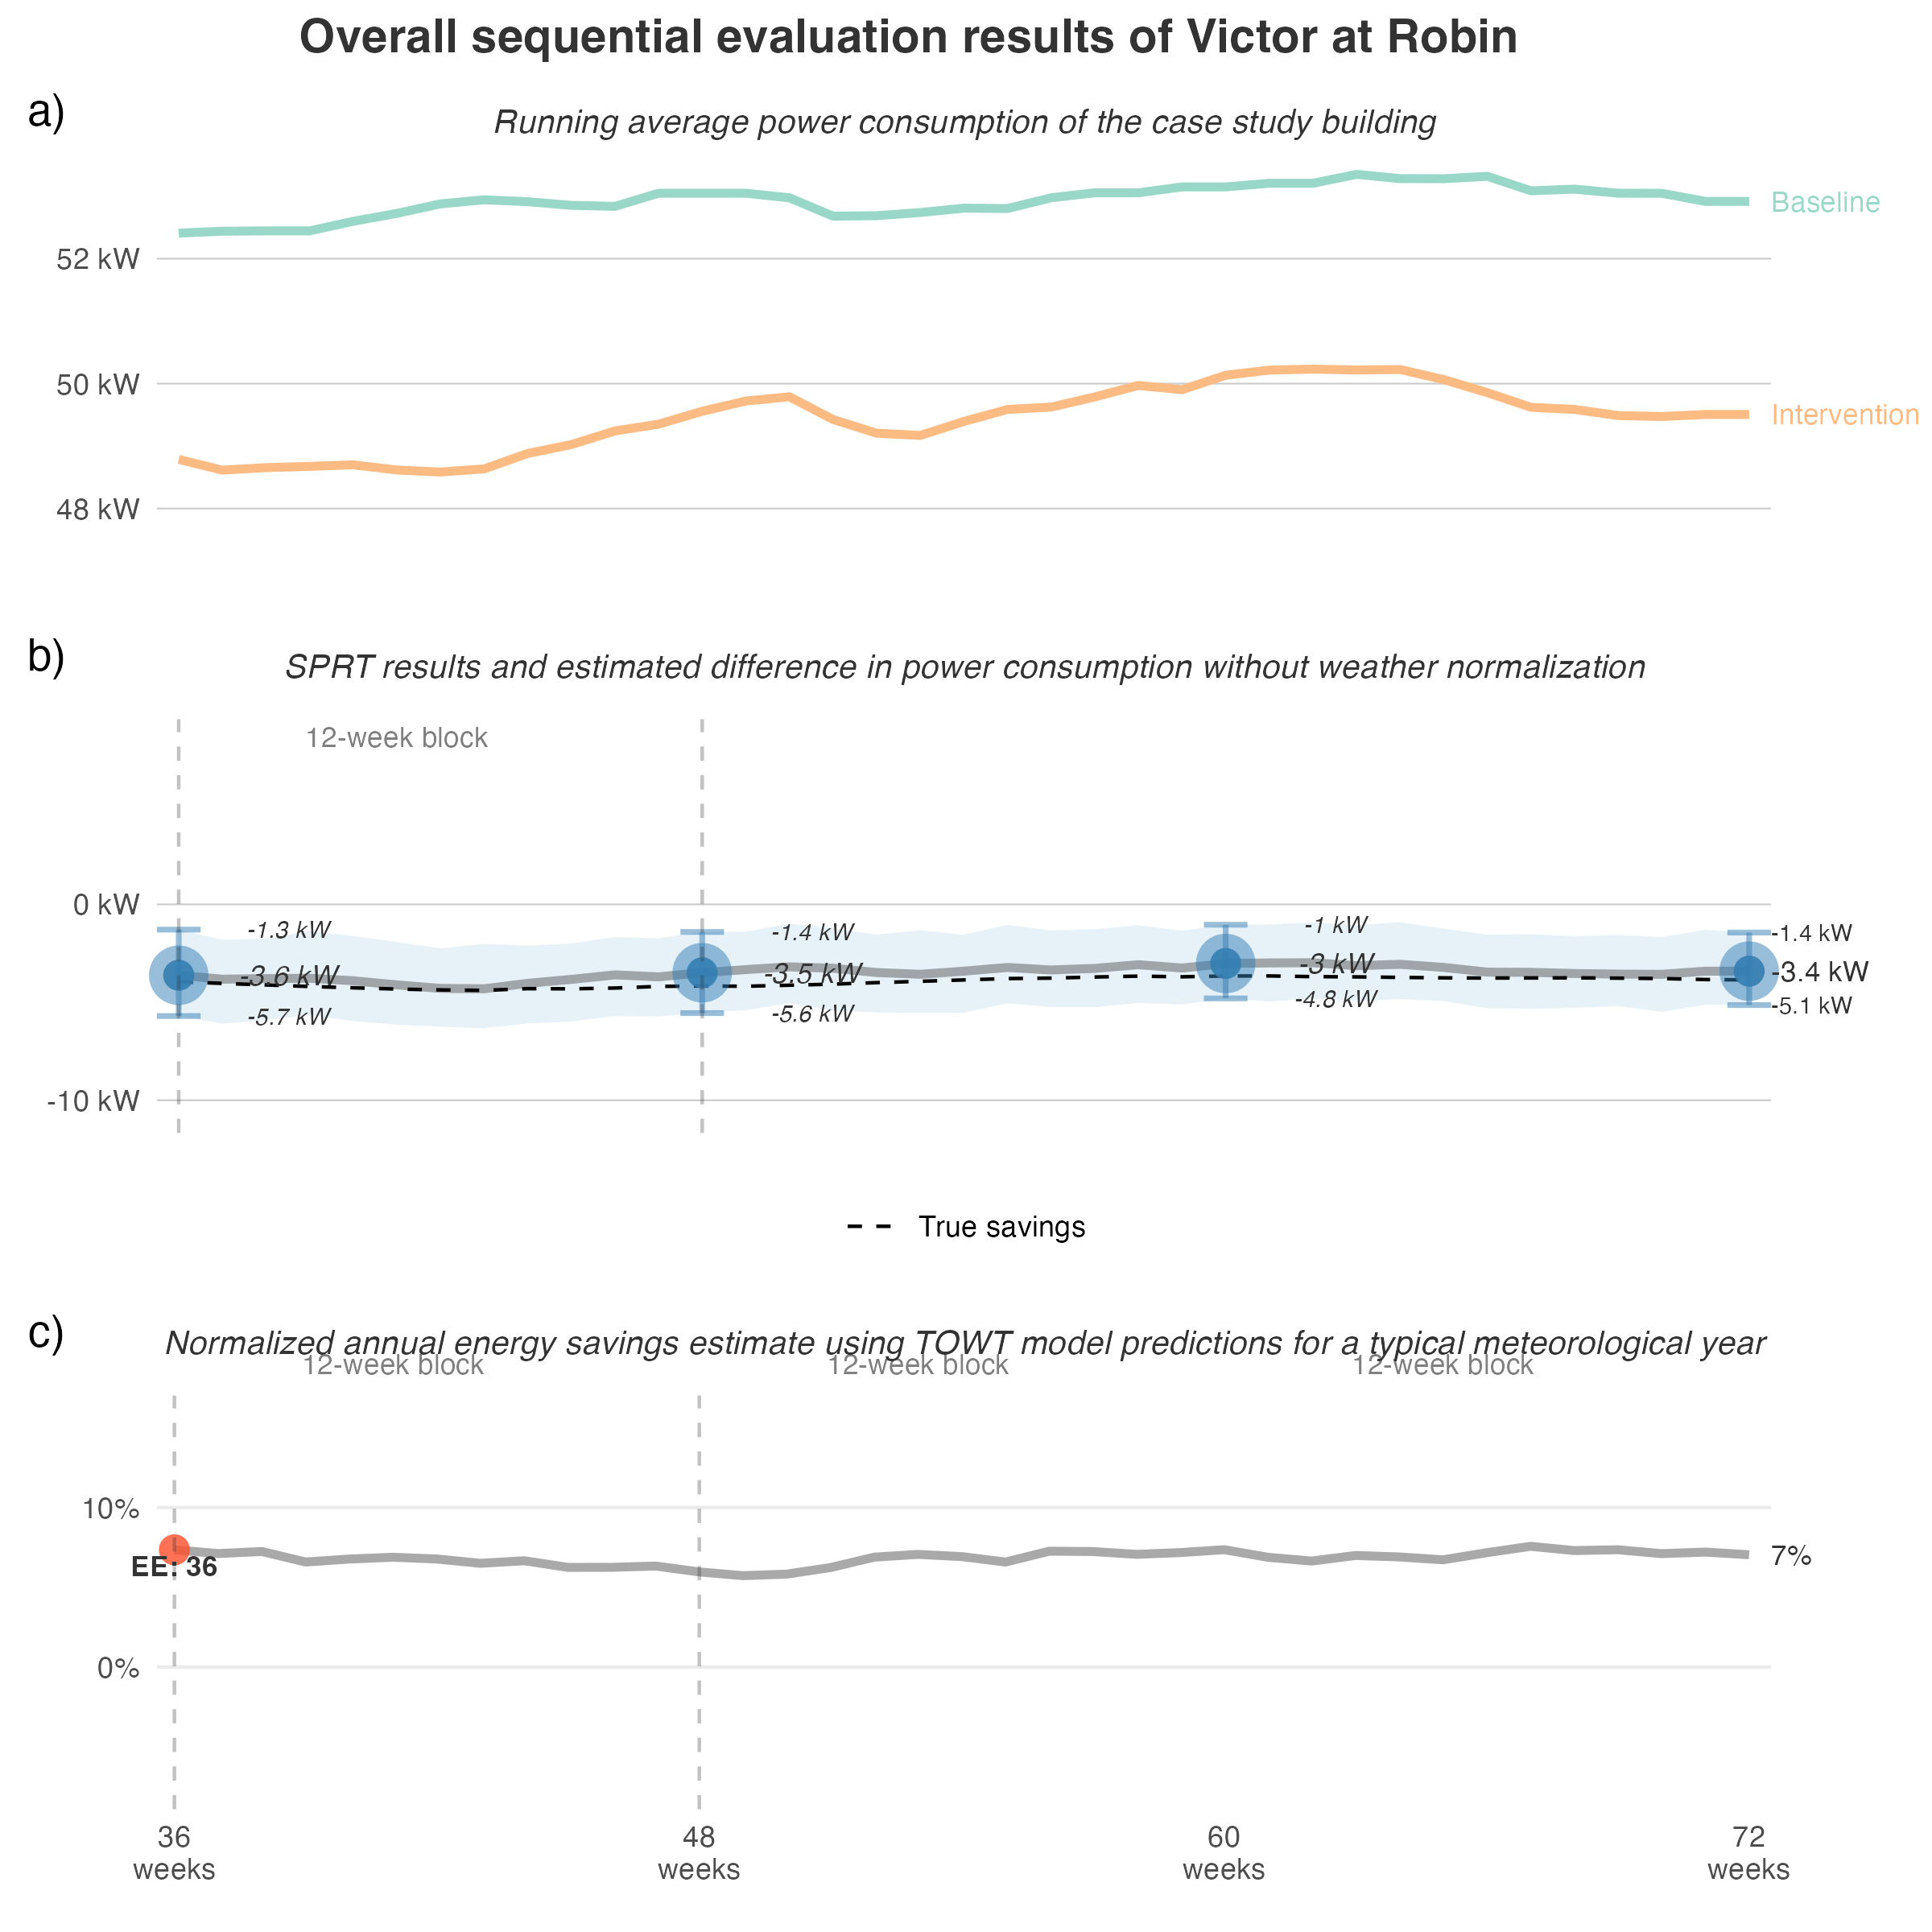 Overall sequential evaluation results of Victor at Robin
a)
Running average power consumption of the case study building
Baseline
52 kW
50 kW
Intervention
48 kW
b)
SPRT results and estimated difference in power consumption without weather normalization
12-week block
0 kW
-1.3 kW
-1.4 kW
-1 kW
-1.4 kW
-3.6 kW
-3.5 kW
-3 kW
-3.4 kW
-5.7 kW
-5.6 kW
-4.8 kW
-5.1 kW
-10 kW
True savings
c)
Normalized annual energy savings estimate using TOWT model predictions for a typical meteorological year
12-week block
12-week block
12-week block
10%
EE: 36
7%
0%
36
weeks
48
weeks
60
weeks
72
weeks